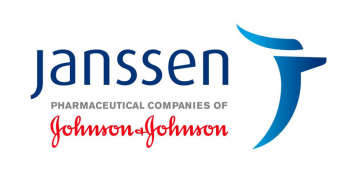 janssen
PHARMACEUTICAL COMPANIES OF
Johnson & Johnson